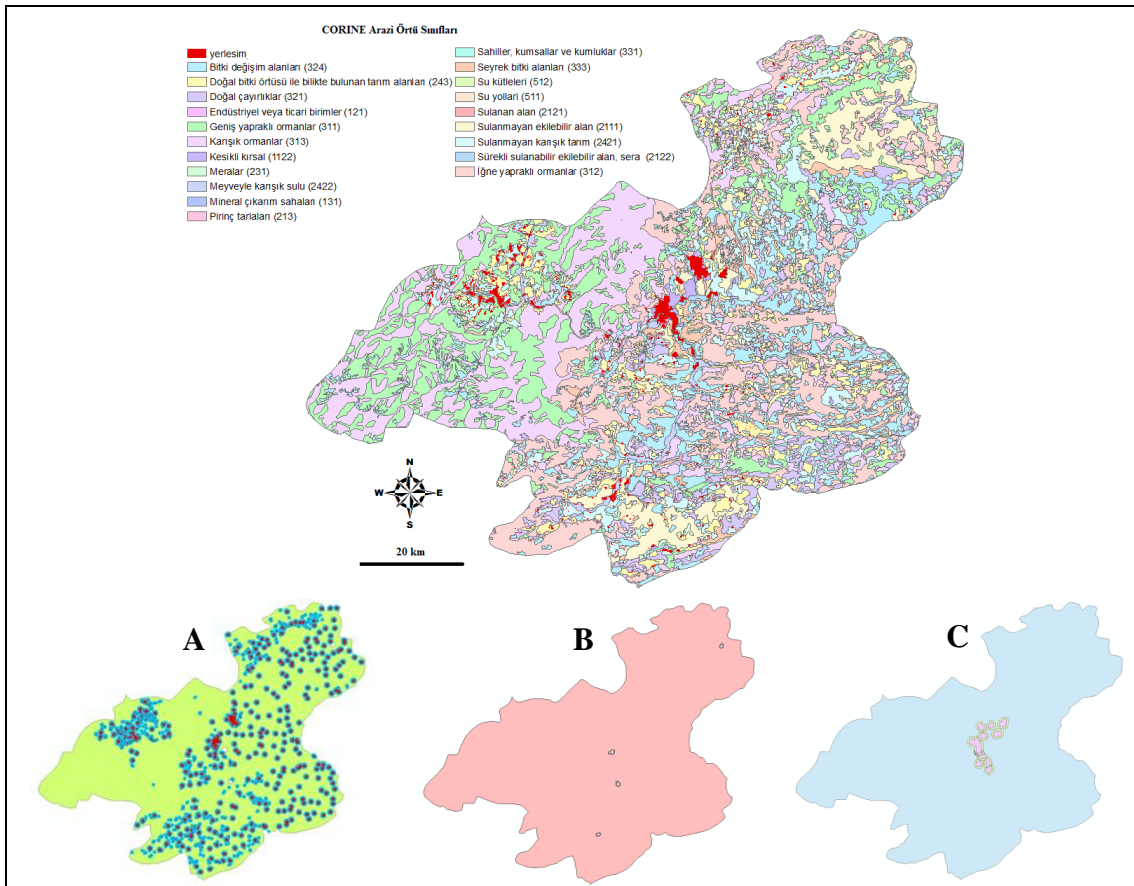 CORINE Arazi Örtü Sınıfları
yerlesim
Bitki değişim alanları (324)
Doğal bitki örtüsü ile bilikte bulunan tarım alanları (243)
Doğal çayırlıklar (321)
Endüstriyel veya ticari birimler (121)
Geniş yapraklı ormanlar (311)
Karışık ormanlar (313)
Kesikli kırsal (1122)
Meralar (231)
Meyveyle karışık sulu (2422)
Mineral çıkarım sahaları (131)
Pirinç tarlaları (213)
Sahiller, kumsallar ve kumluklar (331)
Seyrek bitki alanları (333)
Su kütleleri (512)
Su yollari (511)
Sulanan alan (2121)
Sulanmayan ekilebilir alan (2111)
Sulanmayan karışık tarım (2421)
Sürekli sulanabilir ekilebilir alan, sera (2122)
İğne yapraklı ormanlar (312)
N
W E
S
20 km
A B C